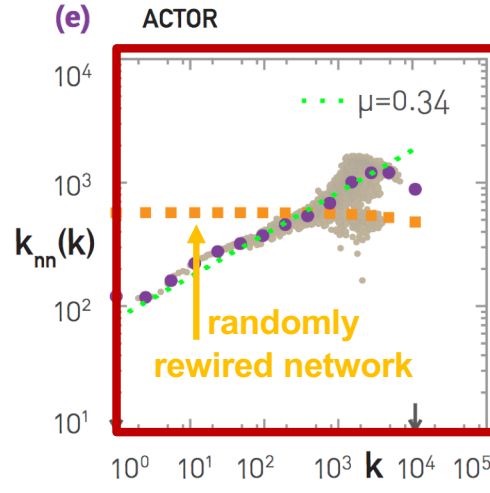 (e) ACTOR
10⁴
μ=0.34
10³
kₙₙ(k)
randomly
rewired network
10²
10¹
10⁰ 10¹ 10² 10³ k 10⁴ 10⁵